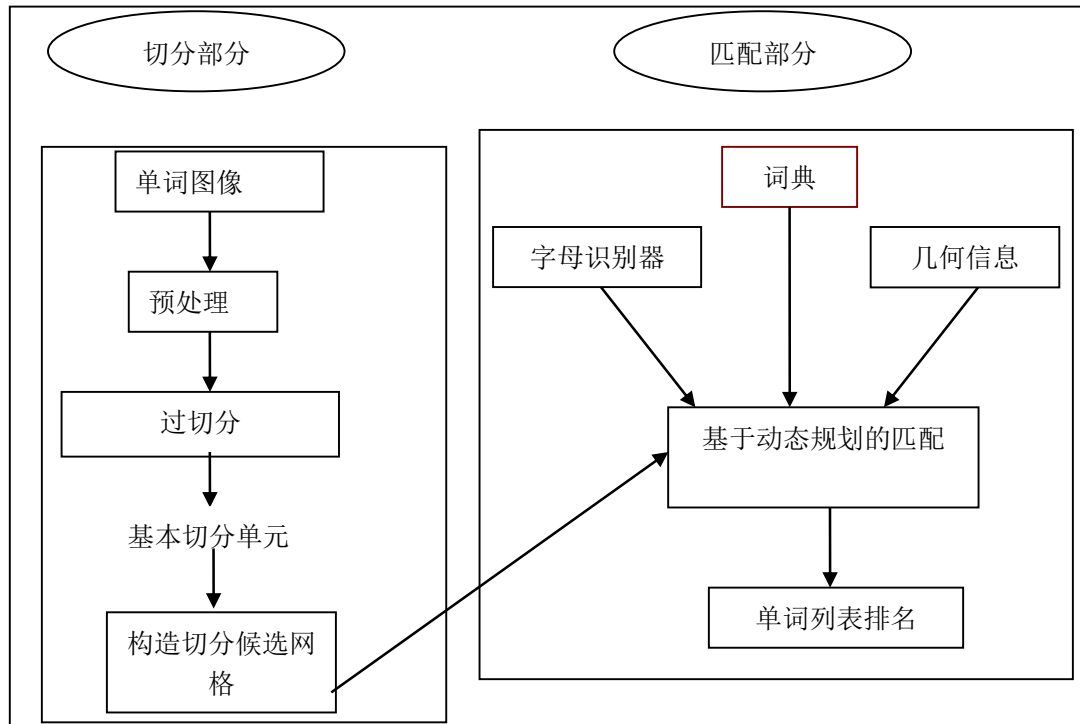 切分部分
匹配部分
单词图像
预处理
过切分
基本切分单元
构造切分候选网
格
词典
字母识别器
几何信息
基于动态规划的匹配
单词列表排名